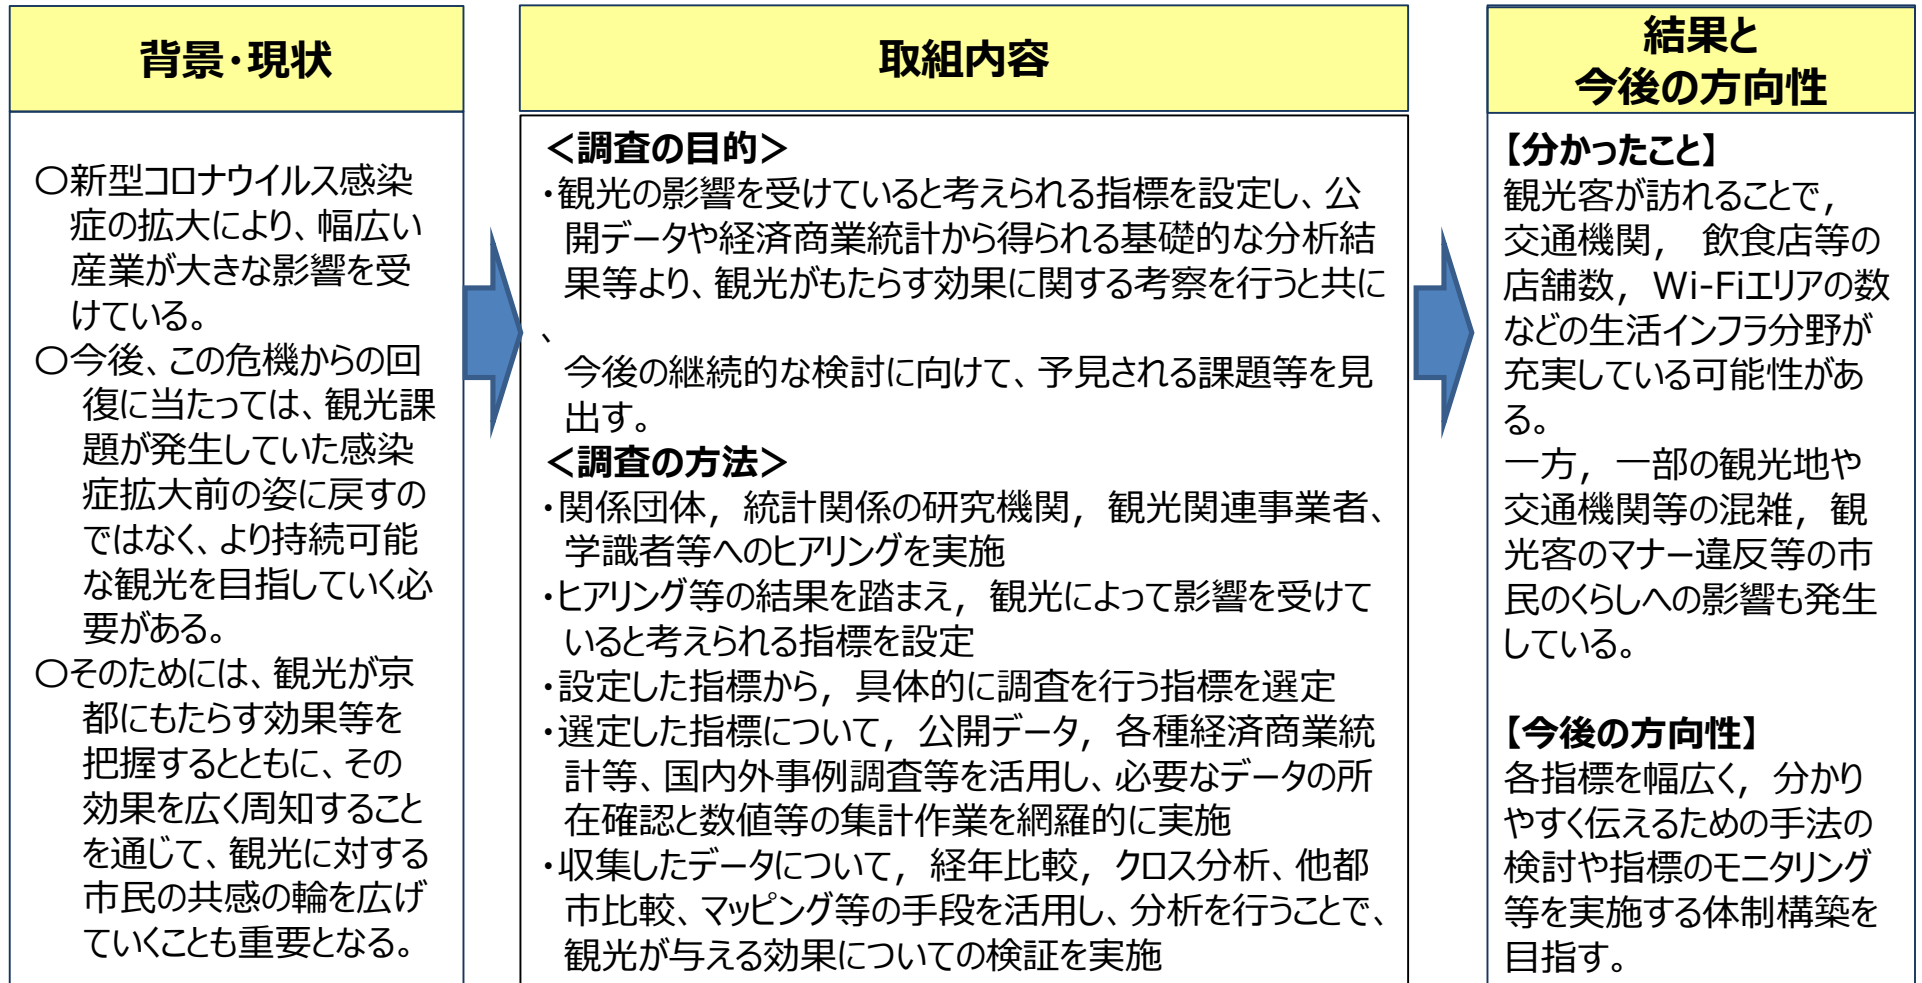 背景・現状
〇新型コロナウイルス感染
症の拡大により、幅広い
産業が大きな影響を受
けている。
〇今後、この危機からの回
復に当たっては、観光課
題が発生していた感染
症拡大前の姿に戻すの
ではなく、より持続可能
な観光を目指していく必
要がある。
〇そのためには、観光が京
都にもたらす効果等を
把握するとともに、その
効果を広く周知すること
を通じて、観光に対する
市民の共感の輪を広げ
ていくことも重要となる。
取組内容
＜調査の目的＞
・観光の影響を受けていると考えられる指標を設定し、公
開データや経済商業統計から得られる基礎的な分析結
果等より、観光がもたらす効果に関する考察を行うと共に
、
今後の継続的な検討に向けて、予見される課題等を見
出す。
＜調査の方法＞
・関係団体，統計関係の研究機関，観光関連事業者、
学識者等へのヒアリングを実施
・ヒアリング等の結果を踏まえ，観光によって影響を受けて
いると考えられる指標を設定
・設定した指標から，具体的に調査を行う指標を選定
・選定した指標について，公開データ，各種経済商業統
計等、国内外事例調査等を活用し、必要なデータの所
在確認と数値等の集計作業を網羅的に実施
・収集したデータについて，経年比較，クロス分析、他都
市比較、マッピング等の手段を活用し、分析を行うことで、
観光が与える効果についての検証を実施
結果と
今後の方向性
【分かったこと】
観光客が訪れることで，
交通機関，　飲食店等の
店舗数，Wi-Fiエリアの数
などの生活インフラ分野が
充実している可能性があ
る。
一方，一部の観光地や
交通機関等の混雑，観
光客のマナー違反等の市
民のくらしへの影響も発生
している。
【今後の方向性】
各指標を幅広く，分かり
やすく伝えるための手法の
検討や指標のモニタリング
等を実施する体制構築を
目指す。